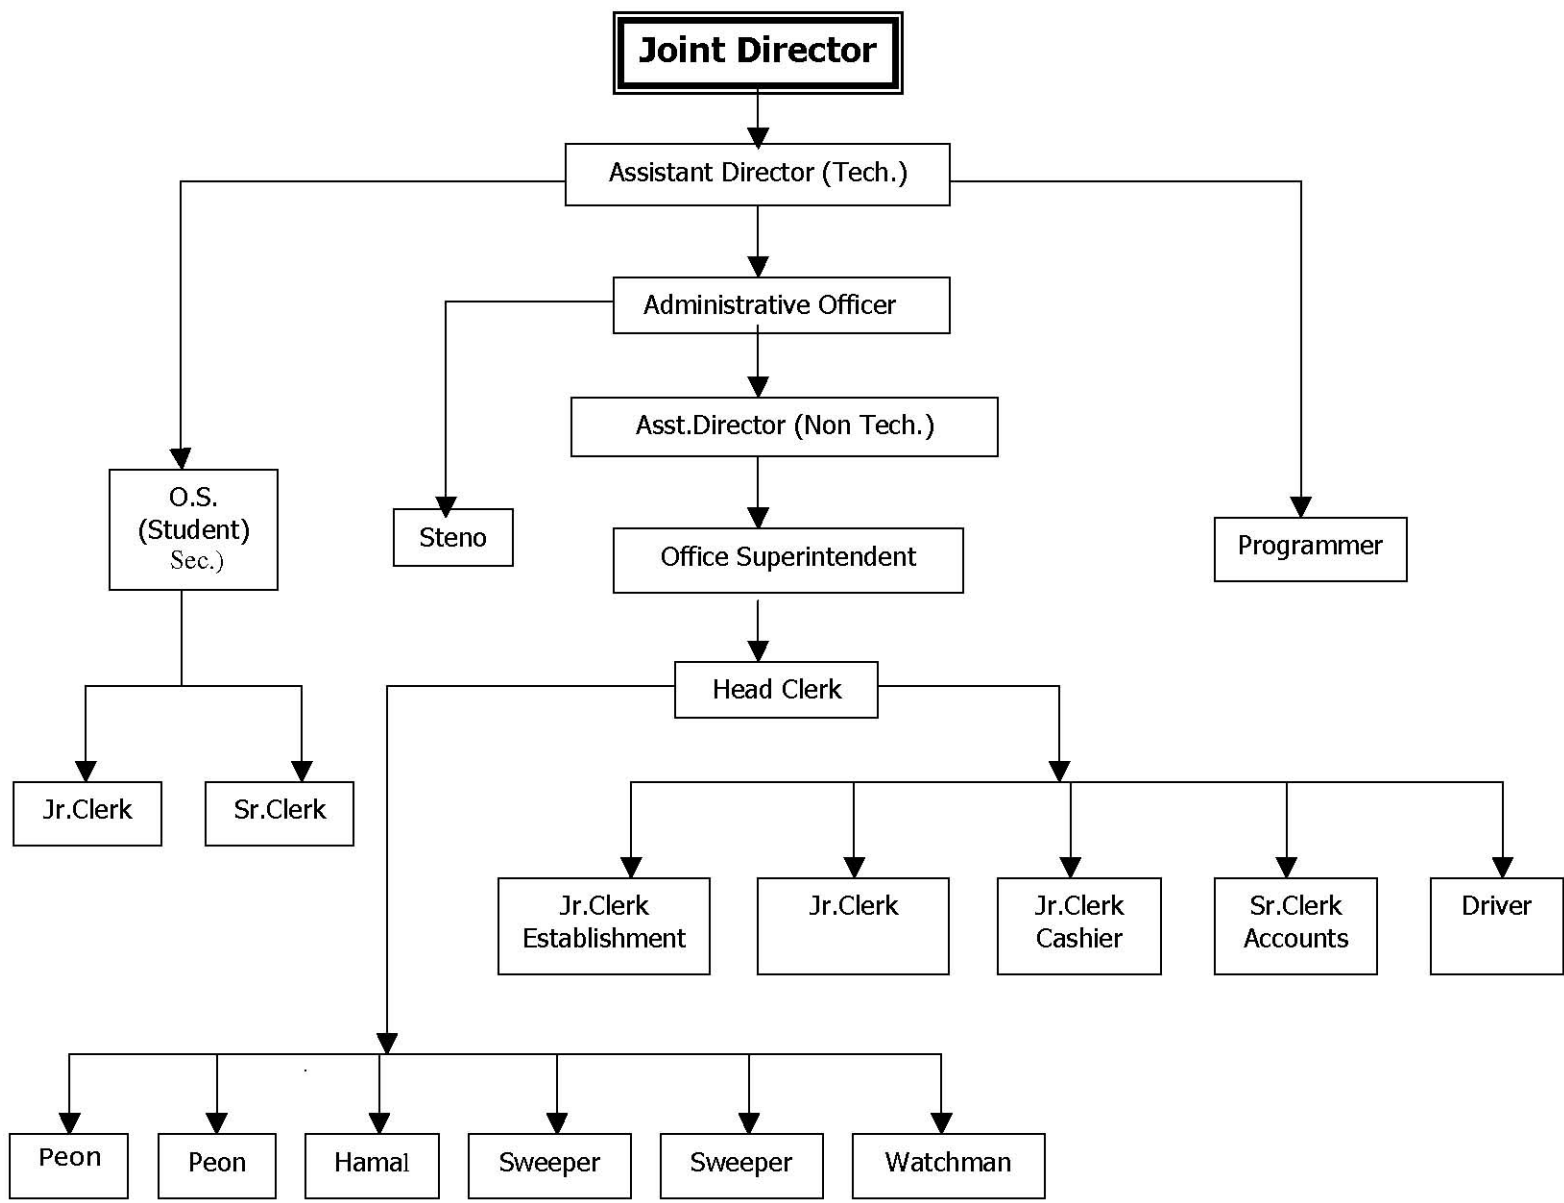 Joint Director
Assistant Director (Tech.)
Administrative Officer
Asst.Director (Non Tech.)
O.S.
(Student)
Sec.)
Steno
Office Superintendent
Programmer
Head Clerk
Jr.Clerk
Sr.Clerk
Jr.Clerk
Establishment
Jr.Clerk
Jr.Clerk
Cashier
Sr.Clerk
Accounts
Driver
Peon
Peon
Hamal
Sweeper
Sweeper
Watchman